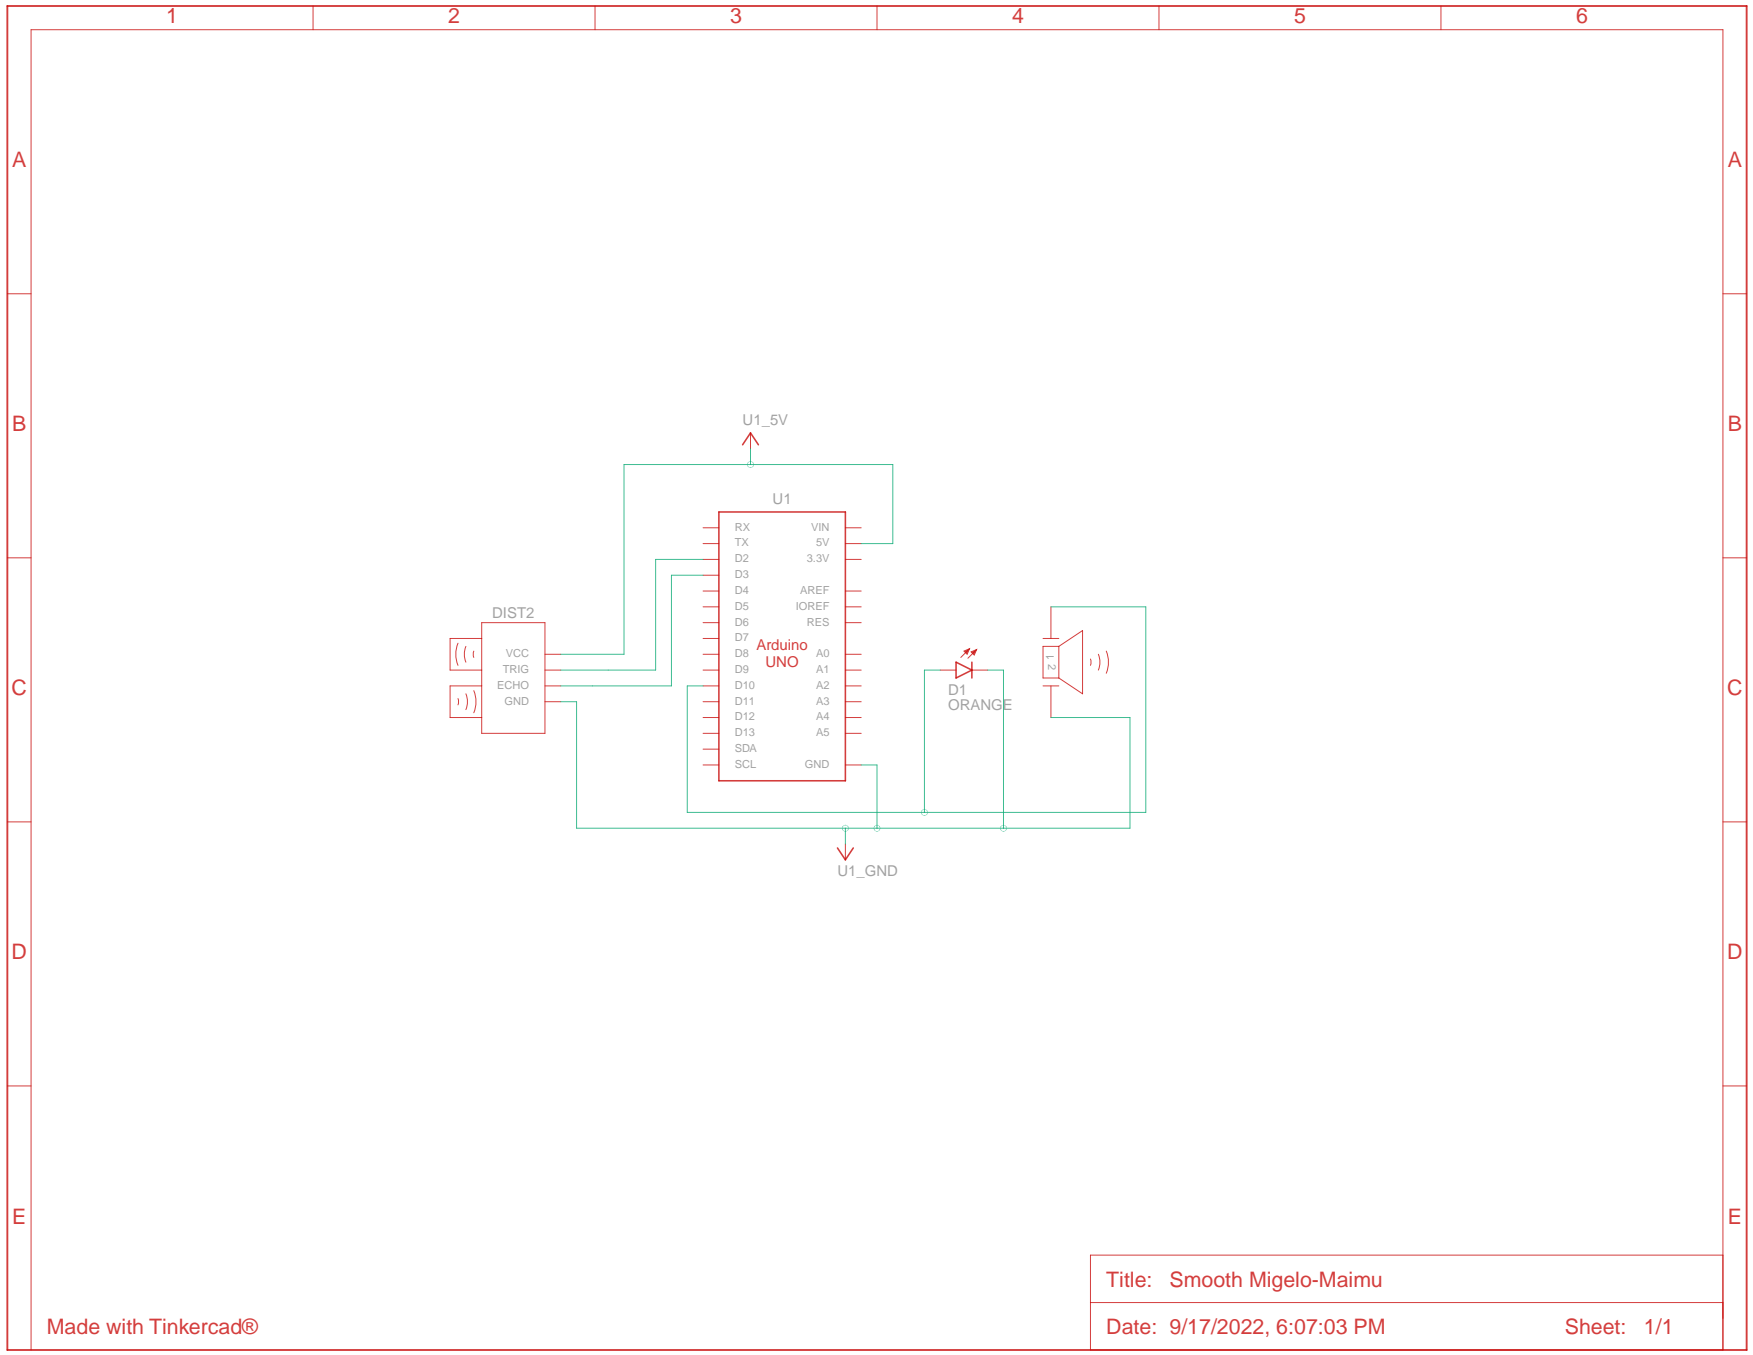 1 2 3 4 5 6
A A
B B
U1_5V
U1
RX VIN
TX 5V
D2 3.3V
D3
D4 AREF
D5 IOREF
D6 RES
D7
D8 A0
D9 A1
D10 A2
D11 A3
D12 A4
D13 A5
SDA
SCL GND
Arduino
UNO
DIST2
VCC
TRIG
ECHO
GND
D1
ORANGE
1 2
C C
U1_GND
D D
E E
Title: Smooth Migelo-Maimu
Made with Tinkercad®
Date: 9/17/2022, 6:07:03 PM Sheet: 1/1